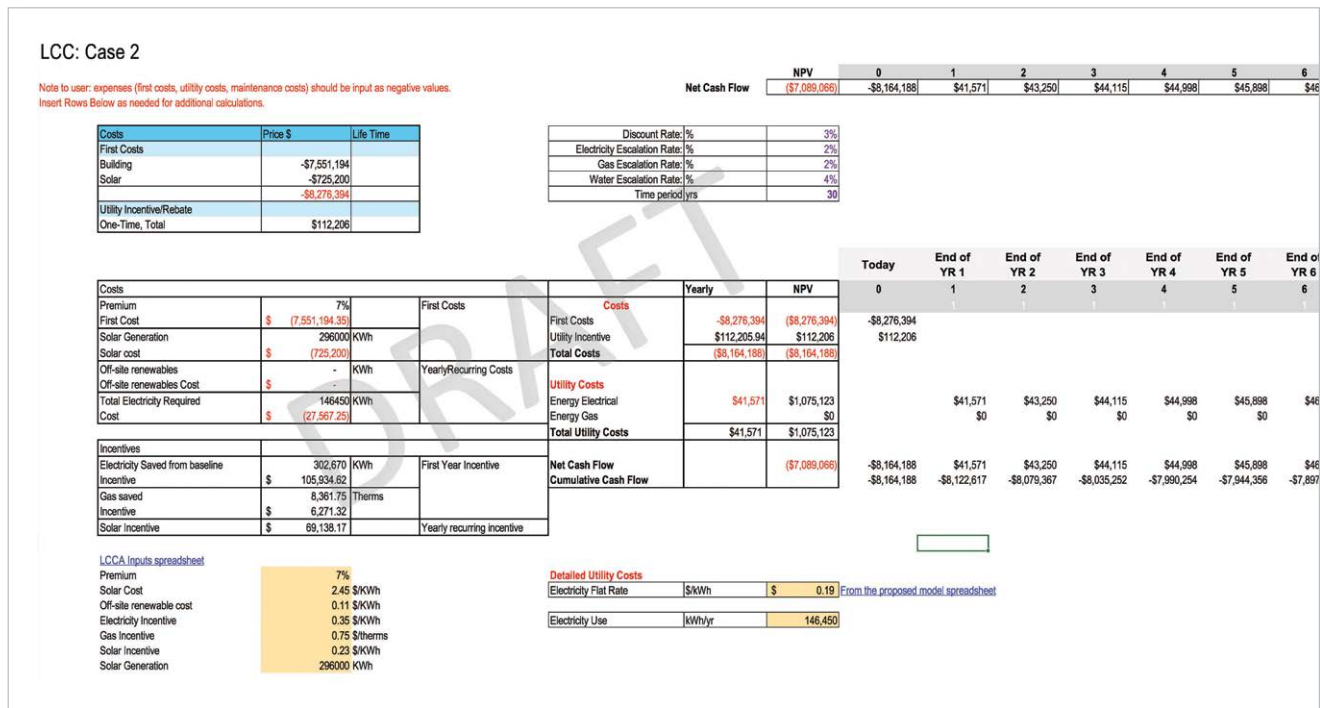 LCC: Case 2
Note to user: expenses (first costs, utiltity costs, maintenance costs) should be input as negative values.
Insert Rows Below as needed for additional calculations.
NPV 0 1 2 3 4 5 6
Net Cash Flow ($7,089,066) -$8,164,188 $41,571 $43,250 $44,115 $44,998 $45,898 $46
Costs Price $ Life Time
First Costs
Building -$7,551,194
Solar -$725,200
-$8,276,394
Utility Incentive/Rebate
One-Time, Total $112,206
Discount Rate: % 3%
Electricity Escalation Rate: % 2%
Gas Escalation Rate: % 2%
Water Escalation Rate: % 4%
Time period yrs 30
DRAFT
Today End of YR 1 End of YR 2 End of YR 3 End of YR 4 End of YR 5 End of YR 6
Costs Yearly NPV 0 1 2 3 4 5 6
1 1 1 1 1 1
Premium 7% First Costs Costs
First Cost $ (7,551,194.35) First Costs -$8,276,394 ($8,276,394) -$8,276,394
Solar Generation 296000 KWh Utility Incentive $112,205.94 $112,206 $112,206
Solar cost $ (725,200) Total Costs ($8,164,188) ($8,164,188)
Off-site renewables - KWh YearlyRecurring Costs
Off-site renewables Cost $ - Utility Costs
Total Electricity Required 146450 KWh Energy Electrical $41,571 $1,075,123 $41,571 $43,250 $44,115 $44,998 $45,898 $46
Cost $ (27,567.25) Energy Gas $0 $0 $0 $0 $0 $0
Total Utility Costs $41,571 $1,075,123
Incentives
Electricity Saved from baseline 302,670 KWh First Year Incentive Net Cash Flow ($7,089,066) -$8,164,188 $41,571 $43,250 $44,115 $44,998 $45,898 $46
Incentive $ 105,934.62 Cumulative Cash Flow -$8,164,188 -$8,122,617 -$8,079,367 -$8,035,252 -$7,990,254 -$7,944,356 -$7,897
Gas saved 8,361.75 Therms
Incentive $ 6,271.32
Solar Incentive $ 69,138.17 Yearly recurring incentive
LCCA Inputs spreadsheet
Premium 7% Detailed Utility Costs
Solar Cost 2.45 $/KWh Electricity Flat Rate $/kWh $ 0.19 From the proposed model spreadsheet
Off-site renewable cost 0.11 $/KWh
Electricity Incentive 0.35 $/KWh Electricity Use kWh/yr 146,450
Gas Incentive 0.75 $/therms
Solar Incentive 0.23 $/KWh
Solar Generation 296000 KWh